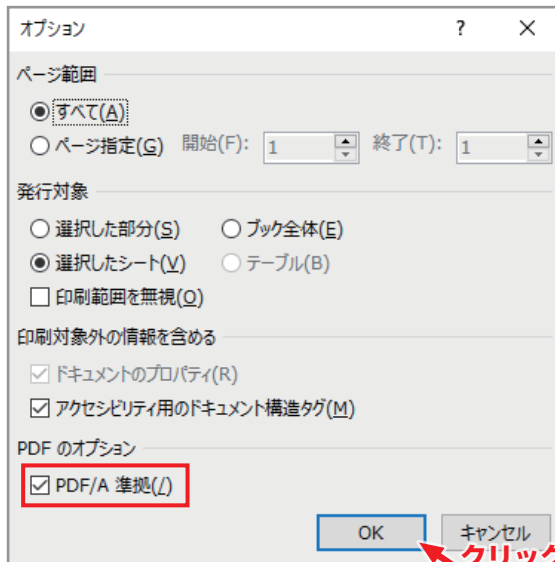 オプション ? ×
ページ範囲
すべて(A)
ページ指定(G) 開始(F): 1 終了(T): 1
発行対象
選択した部分(S) ブック全体(E)
選択したシート(V) テーブル(B)
印刷範囲を無視(O)
印刷対象外の情報を含める
ドキュメントのプロパティ(R)
アクセシビリティ用のドキュメント構造タグ(M)
PDF のオプション
PDF/A 準拠(/)
OK キャンセル
クリック